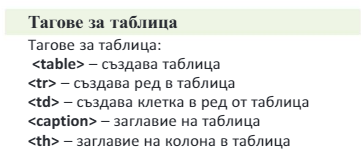 Тагове за таблица
Тагове за таблица:
<table> – създава таблица
<tr> – създава ред в таблица
<td> – създава клетка в ред от таблица
<caption> – заглавие на таблица
<th> – заглавие на колона в таблица